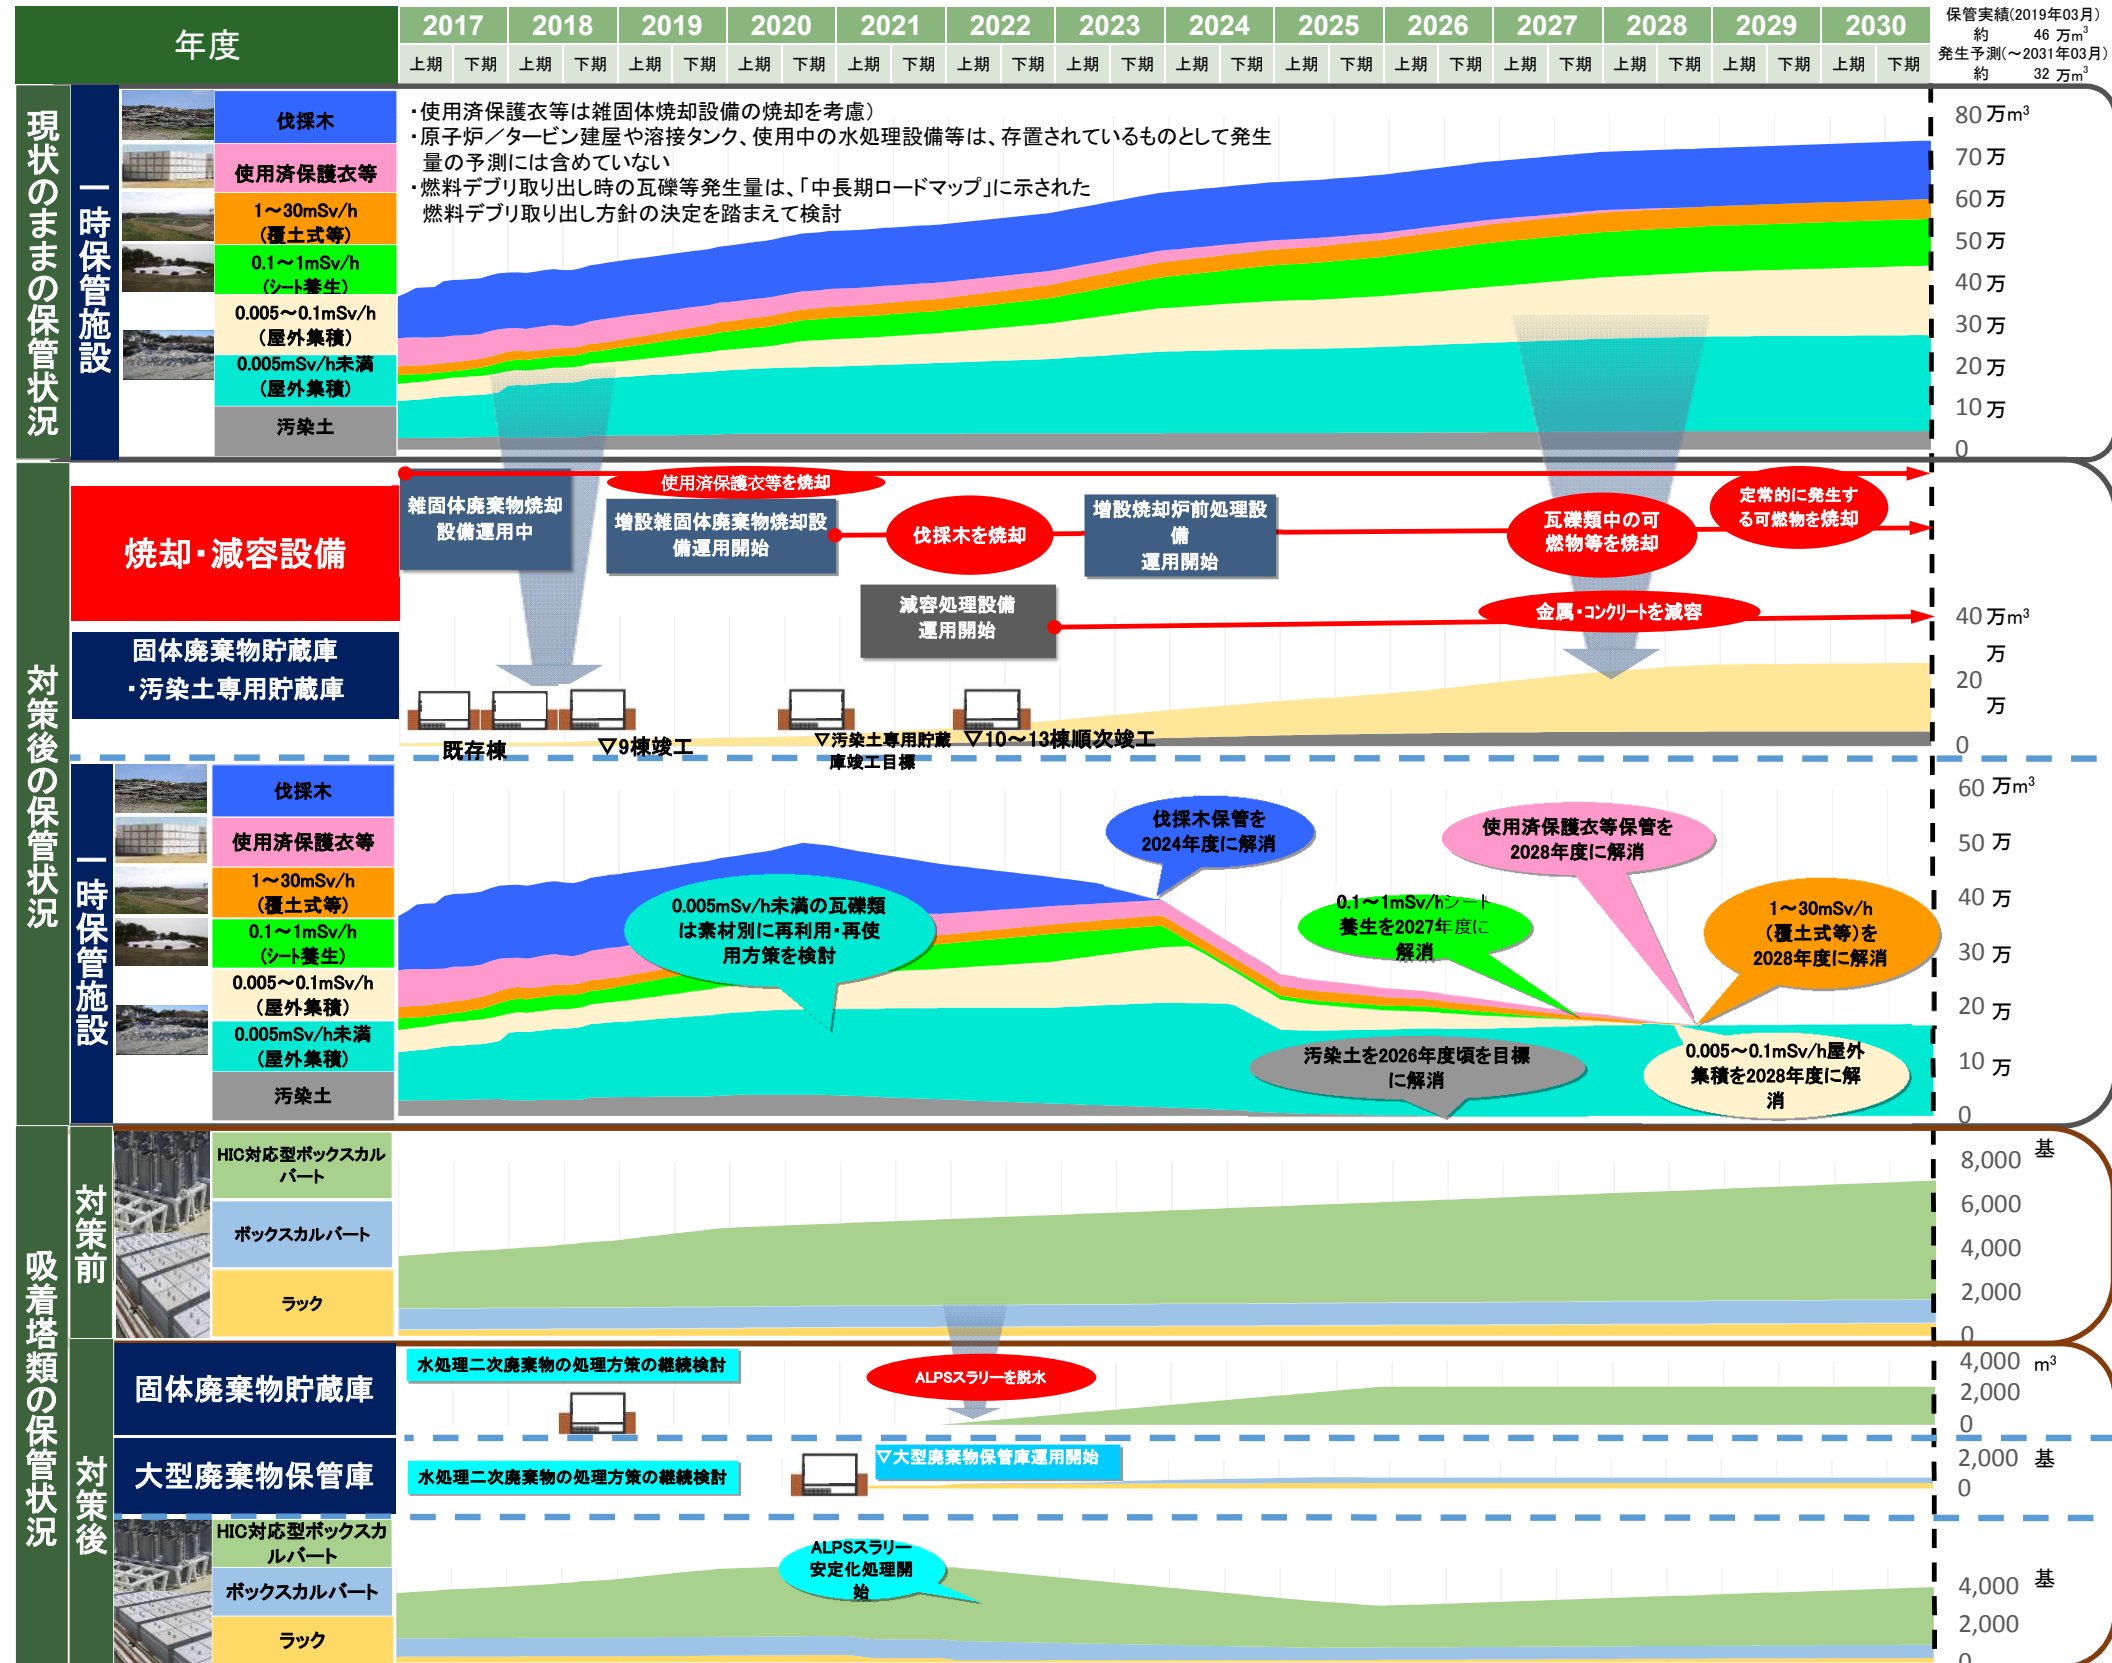 年度
2017 2018 2019 2020 2021 2022 2023 2024 2025 2026 2027 2028 2029 2030
上期 下期 上期 下期 上期 下期 上期 下期 上期 下期 上期 下期 上期 下期 上期 下期 上期 下期 上期 下期 上期 下期 上期 下期 上期 下期 上期 下期
保管実績(2019年03月)
約 46 万m³
発生予測(～2031年03月)
約 32 万m³
現状のままの保管状況
一時保管施設
伐採木
使用済保護衣等
1～30mSv/h
(覆土式等)
0.1～1mSv/h
(シート養生)
0.005～0.1mSv/h
(屋外集積)
0.005mSv/h未満
(屋外集積)
汚染土
・使用済保護衣等は雑固体焼却設備の焼却を考慮)
・原子炉／タービン建屋や溶接タンク、使用中の水処理設備等は、存置されているものとして発生
量の予測には含めていない
・燃料デブリ取り出し時の瓦礫等発生量は、「中長期ロードマップ」に示された
燃料デブリ取り出し方針の決定を踏まえて検討
80 万m³
70 万
60 万
50 万
40 万
30 万
20 万
10 万
0
対策後の保管状況
焼却・減容設備
雑固体廃棄物焼却
設備運用中
使用済保護衣等を焼却
増設雑固体廃棄物焼却設
備運用開始
伐採木を焼却
増設焼却炉前処理設
備
運用開始
瓦礫類中の可
燃物等を焼却
定常的に発生す
る可燃物を焼却
減容処理設備
運用開始
金属・コンクリートを減容
固体廃棄物貯蔵庫
・汚染土専用貯蔵庫
既存棟
▽9棟竣工
▽汚染土専用貯蔵
庫竣工目標
▽10～13棟順次竣工
40 万m³
万
20
万
0
一時保管施設
伐採木
使用済保護衣等
1～30mSv/h
(覆土式等)
0.1～1mSv/h
(シート養生)
0.005～0.1mSv/h
(屋外集積)
0.005mSv/h未満
(屋外集積)
汚染土
0.005mSv/h未満の瓦礫類
は素材別に再利用・再使
用方策を検討
伐採木保管を
2024年度に解消
使用済保護衣等保管を
2028年度に解消
0.1～1mSv/hシート
養生を2027年度に
解消
1～30mSv/h
(覆土式等)を
2028年度に解消
汚染土を2026年度頃を目標
に解消
0.005～0.1mSv/h屋外
集積を2028年度に解
消
60 万m³
50 万
40 万
30 万
20 万
10 万
0
吸着塔類の保管状況
対策前
HIC対応型ボックスカル
バート
ボックスカルバート
ラック
基
8,000
6,000
4,000
2,000
0
対策後
固体廃棄物貯蔵庫
水処理二次廃棄物の処理方策の継続検討
ALPSスラリーを脱水
4,000 m³
2,000
0
大型廃棄物保管庫
水処理二次廃棄物の処理方策の継続検討
▽大型廃棄物保管庫運用開始
2,000 基
0
HIC対応型ボックスカ
ルバート
ボックスカルバート
ラック
ALPSスラリー
安定化処理開
始
4,000 基
2,000
0